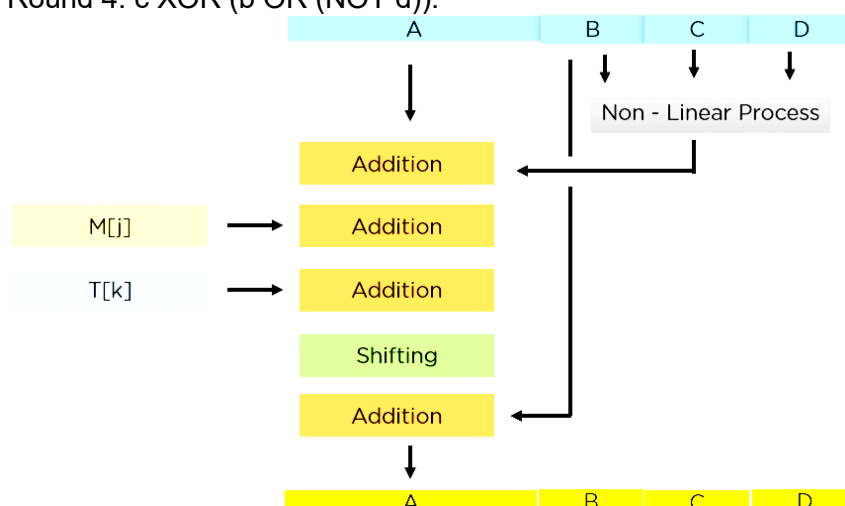 Round 4: c XOR (b OR (NOT d)).
A B C D
Non - Linear Process
Addition
M[j] Addition
T[k] Addition
Shifting
Addition
A B C D